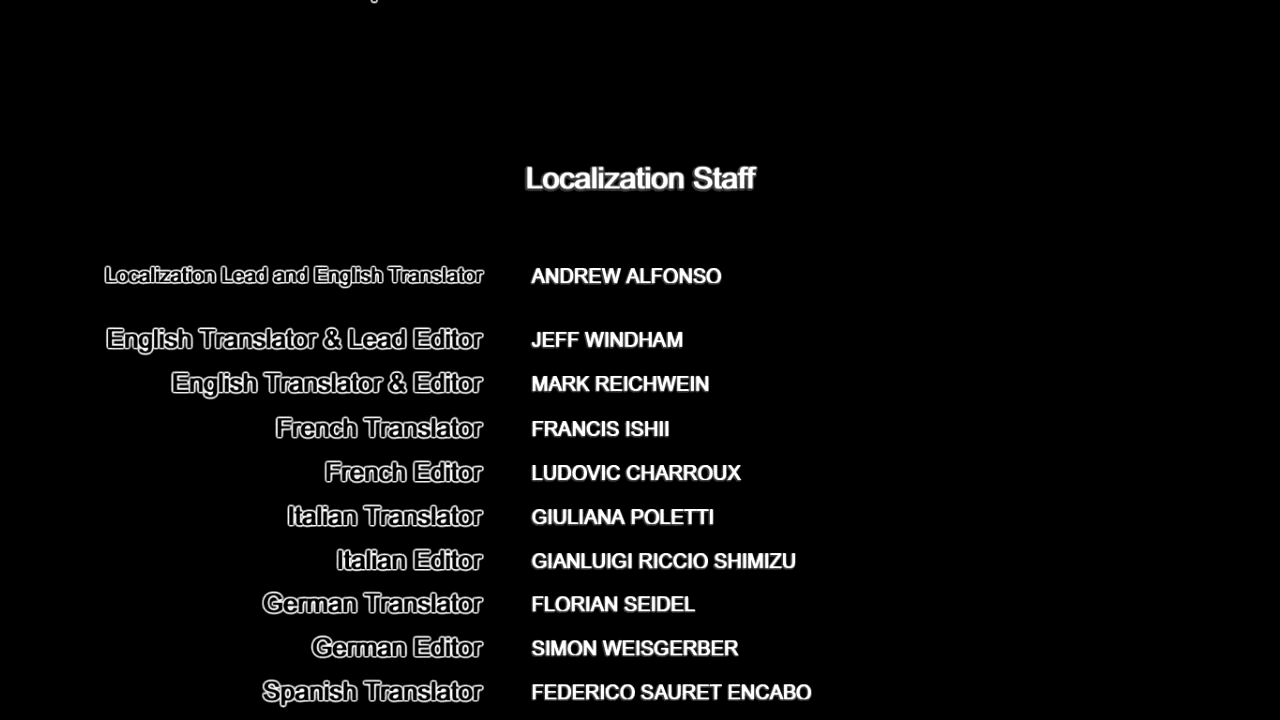 Localization Staff
Localization Lead and English Translator ANDREW ALFONSO
English Translator & Lead Editor JEFF WINDHAM
English Translator & Editor MARK REICHWEIN
French Translator FRANCIS ISHII
French Editor LUDOVIC CHARROUX
Italian Translator GIULIANA POLETTI
Italian Editor GIANLUIGI RICCIO SHIMIZU
German Translator FLORIAN SEIDEL
German Editor SIMON WEISGERBER
Spanish Translator FEDERICO SAURET ENCABO